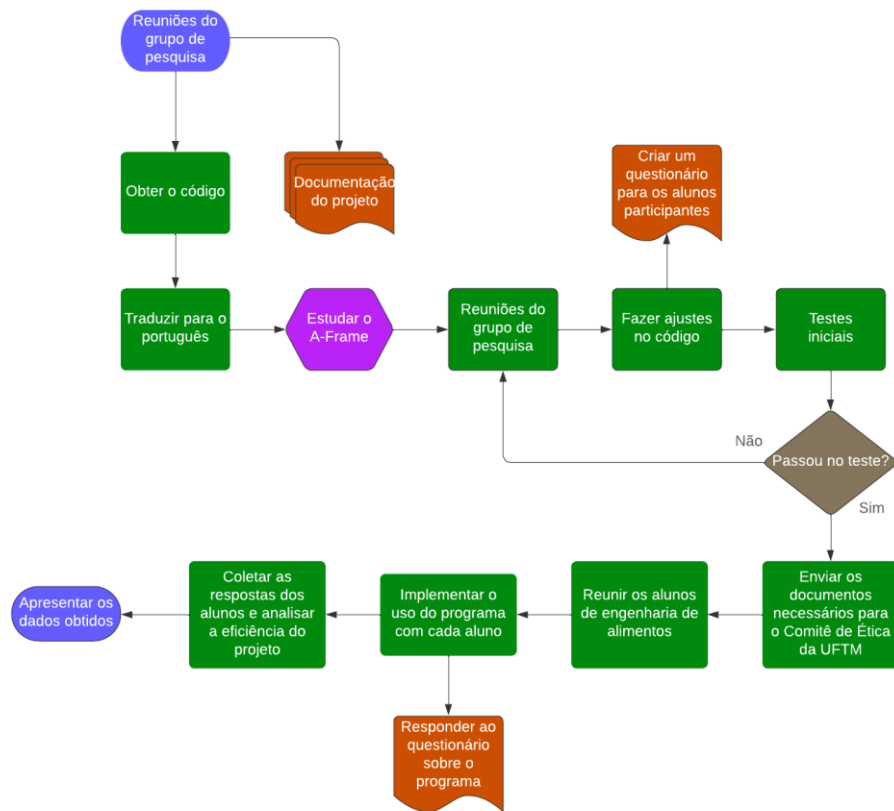 Reuniões do
grupo de
pesquisa
Obter o código
Documentação
do projeto
Criar um
questionário
para os alunos
participantes
Traduzir para o
português
Estudar o
A-Frame
Reuniões do
grupo de
pesquisa
Fazer ajustes
no código
Testes
iniciais
Não
Passou no teste?
Sim
Apresentar os
dados obtidos
Coletar as
respostas dos
alunos e analisar
a eficiência do
projeto
Implementar o
uso do programa
com cada aluno
Reunir os alunos
de engenharia de
alimentos
Enviar os
documentos
necessários para
o Comitê de Ética
da UFTM
Responder ao
questionário
sobre o
programa